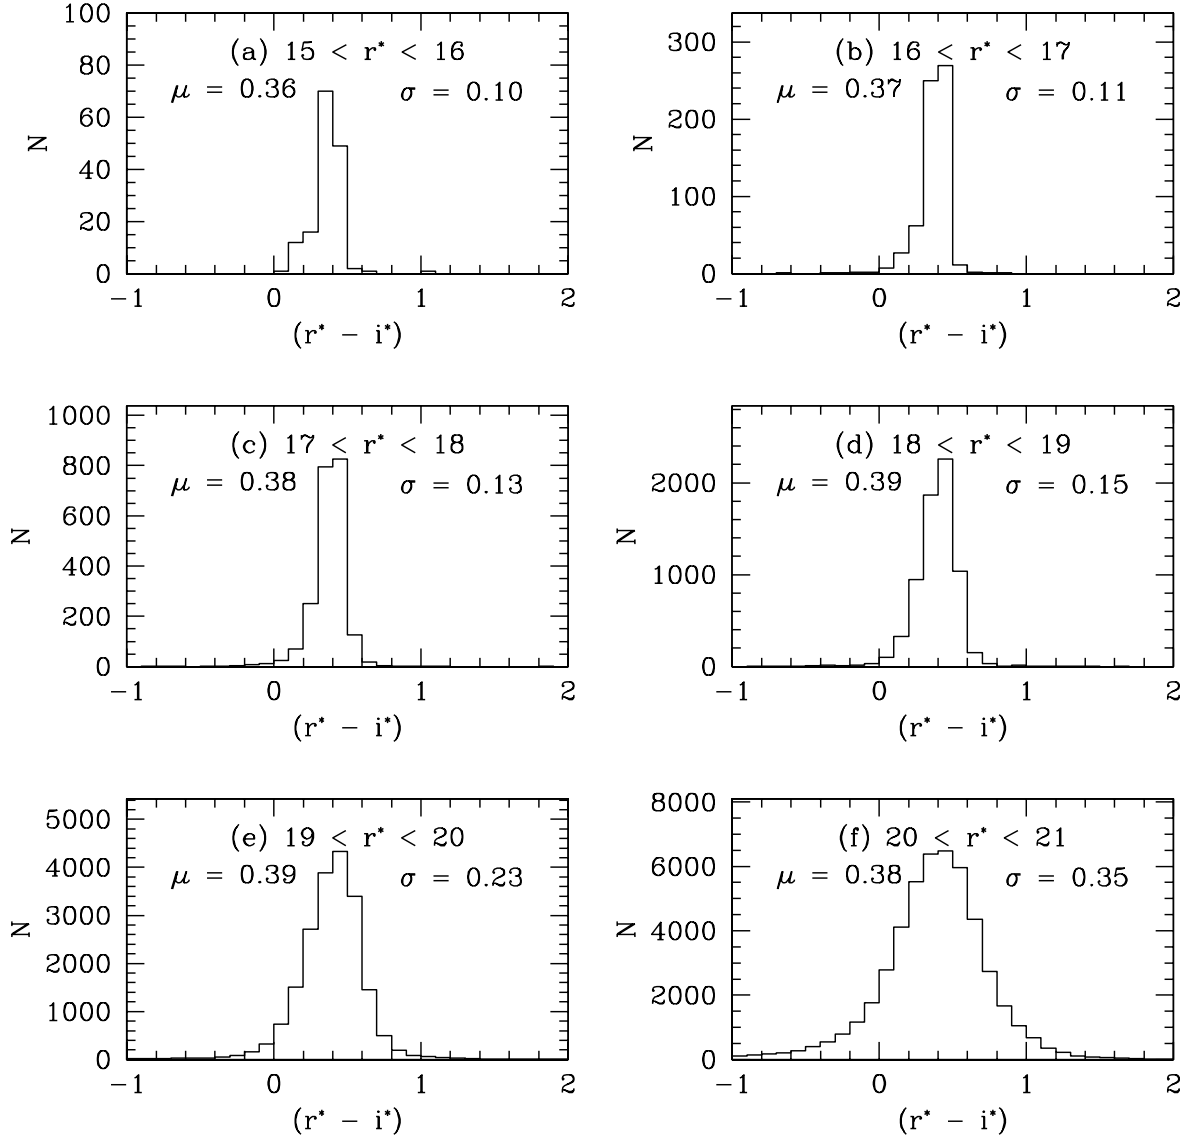 100
80
60
40
20
0
N
(a) 15 < r* < 16
μ = 0.36 σ = 0.10
−1 0 1 2
(r* − i*)
300
200
100
0
N
(b) 16 < r* < 17
μ = 0.37 σ = 0.11
−1 0 1 2
(r* − i*)
1000
800
600
400
200
0
N
(c) 17 < r* < 18
μ = 0.38 σ = 0.13
−1 0 1 2
(r* − i*)
2000
1000
0
N
(d) 18 < r* < 19
μ = 0.39 σ = 0.15
−1 0 1 2
(r* − i*)
5000
4000
3000
2000
1000
0
N
(e) 19 < r* < 20
μ = 0.39 σ = 0.23
−1 0 1 2
(r* − i*)
8000
6000
4000
2000
0
N
(f) 20 < r* < 21
μ = 0.38 σ = 0.35
−1 0 1 2
(r* − i*)